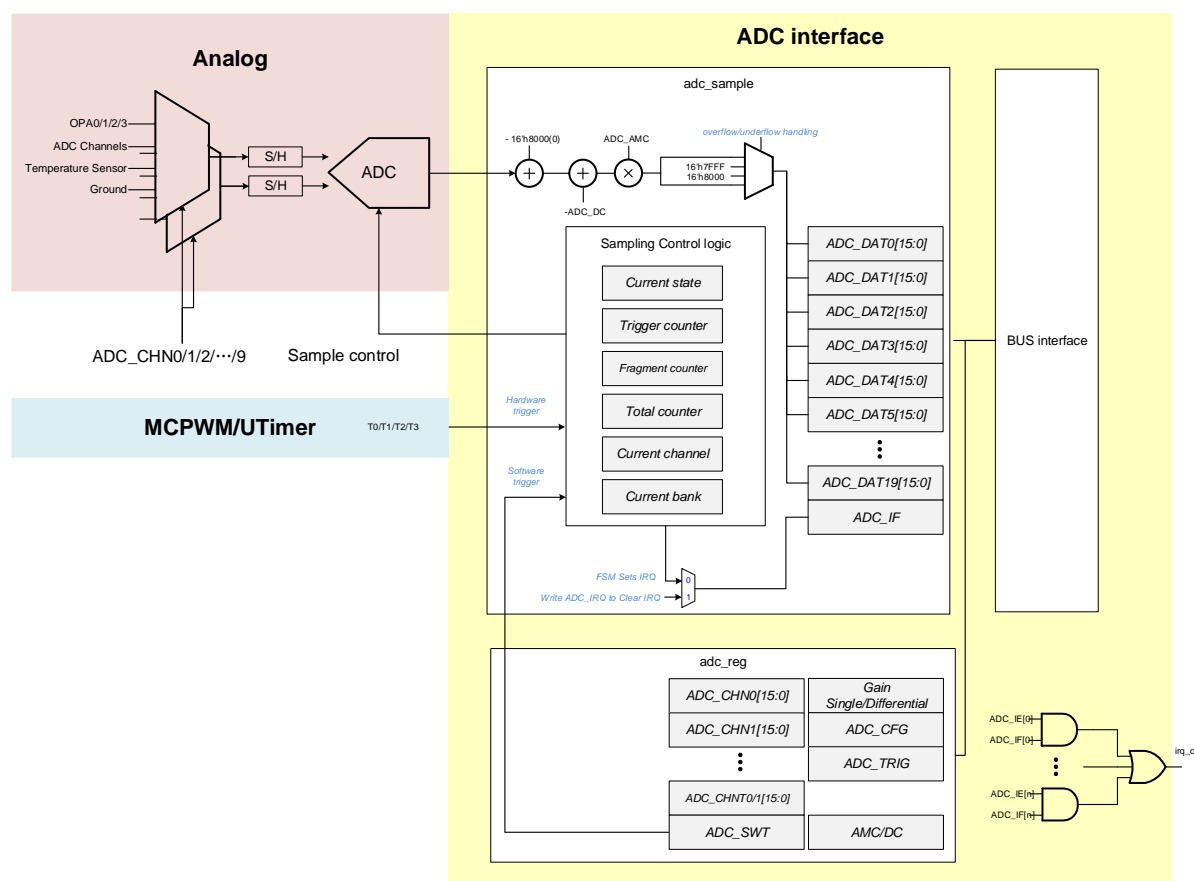 ADC interface
Analog
adc_sample
OPA0/1/2/3
ADC Channels
Temperature Sensor
Ground
S/H
S/H
ADC
- 16'h8000(0)
ADC_AMC
-ADC_DC
overflow/underflow handling
16'h7FFF
16'h8000
Sampling Control logic
Current state
Trigger counter
Fragment counter
Total counter
Current channel
Current bank
ADC_DAT0[15:0]
ADC_DAT1[15:0]
ADC_DAT2[15:0]
ADC_DAT3[15:0]
ADC_DAT4[15:0]
ADC_DAT5[15:0]
ADC_DAT19[15:0]
ADC_IF
BUS interface
ADC_CHN0/1/2/⋯/9
Sample control
MCPWM/UTimer
T0/T1/T2/T3
Hardware
trigger
Software
trigger
FSM Sets IRQ
0
Write ADC_IRQ to Clear IRQ
1
adc_reg
ADC_CHN0[15:0]
Gain
Single/Differential
ADC_CHN1[15:0]
ADC_CFG
ADC_TRIG
ADC_CHNT0/1[15:0]
ADC_SWT
AMC/DC
ADC_IE[0]
ADC_IF[0]
ADC_IE[n]
ADC_IF[n]